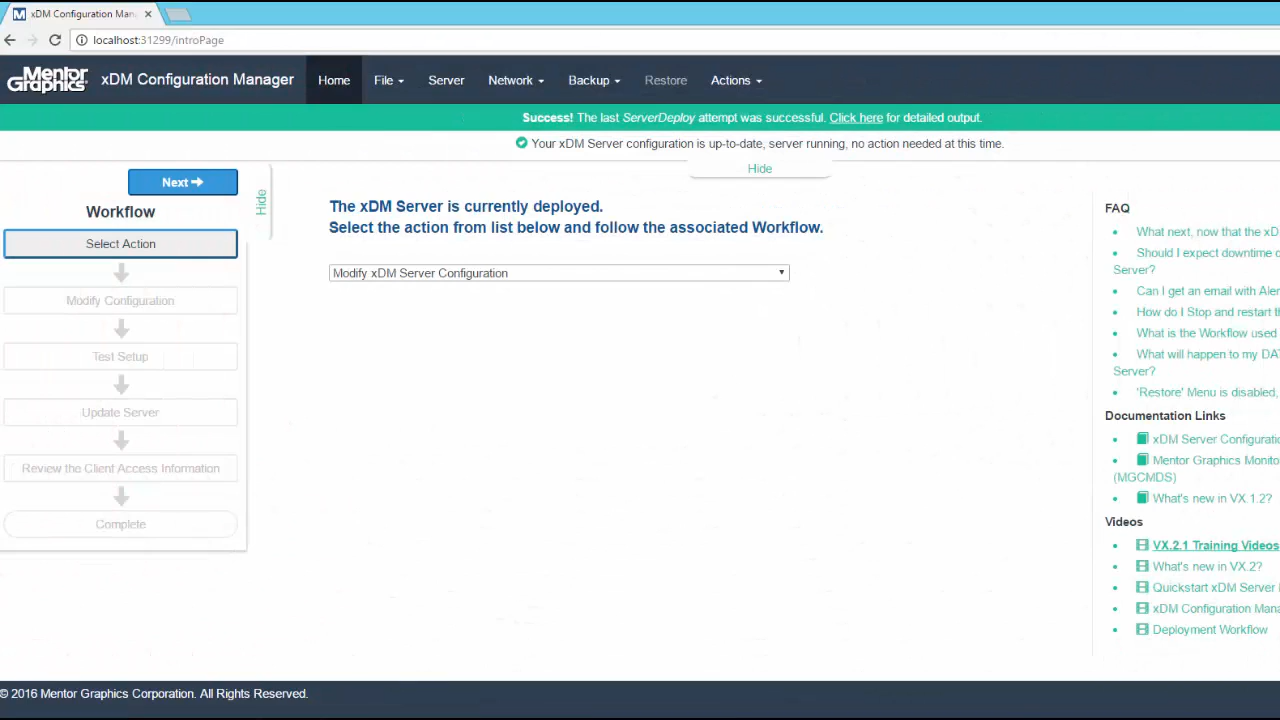 xDM Configuration Man
localhost:31299/introPage
Mentor Graphics xDM Configuration Manager Home File Server Network Backup Restore Actions
Success! The last ServerDeploy attempt was successful. Click here for detailed output.
Your xDM Server configuration is up-to-date, server running, no action needed at this time.
Hide
Next
Hide
Workflow
Select Action
Modify Configuration
Test Setup
Update Server
Review the Client Access Information
Complete
The xDM Server is currently deployed.
Select the action from list below and follow the associated Workflow.
Modify xDM Server Configuration
FAQ
What next, now that the xD
Should I expect downtime
Server?
Can I get an email with Aler
How do I Stop and restart
What is the Workflow used
What will happen to my DA
Server?
'Restore' Menu is disabled,
Documentation Links
xDM Server Configuratio
Mentor Graphics Monito
(MGCMDS)
What's new in VX.1.2?
Videos
VX.2.1 Training Videos
What's new in VX.2?
Quickstart xDM Server
xDM Configuration Mana
Deployment Workflow
© 2016 Mentor Graphics Corporation. All Rights Reserved.